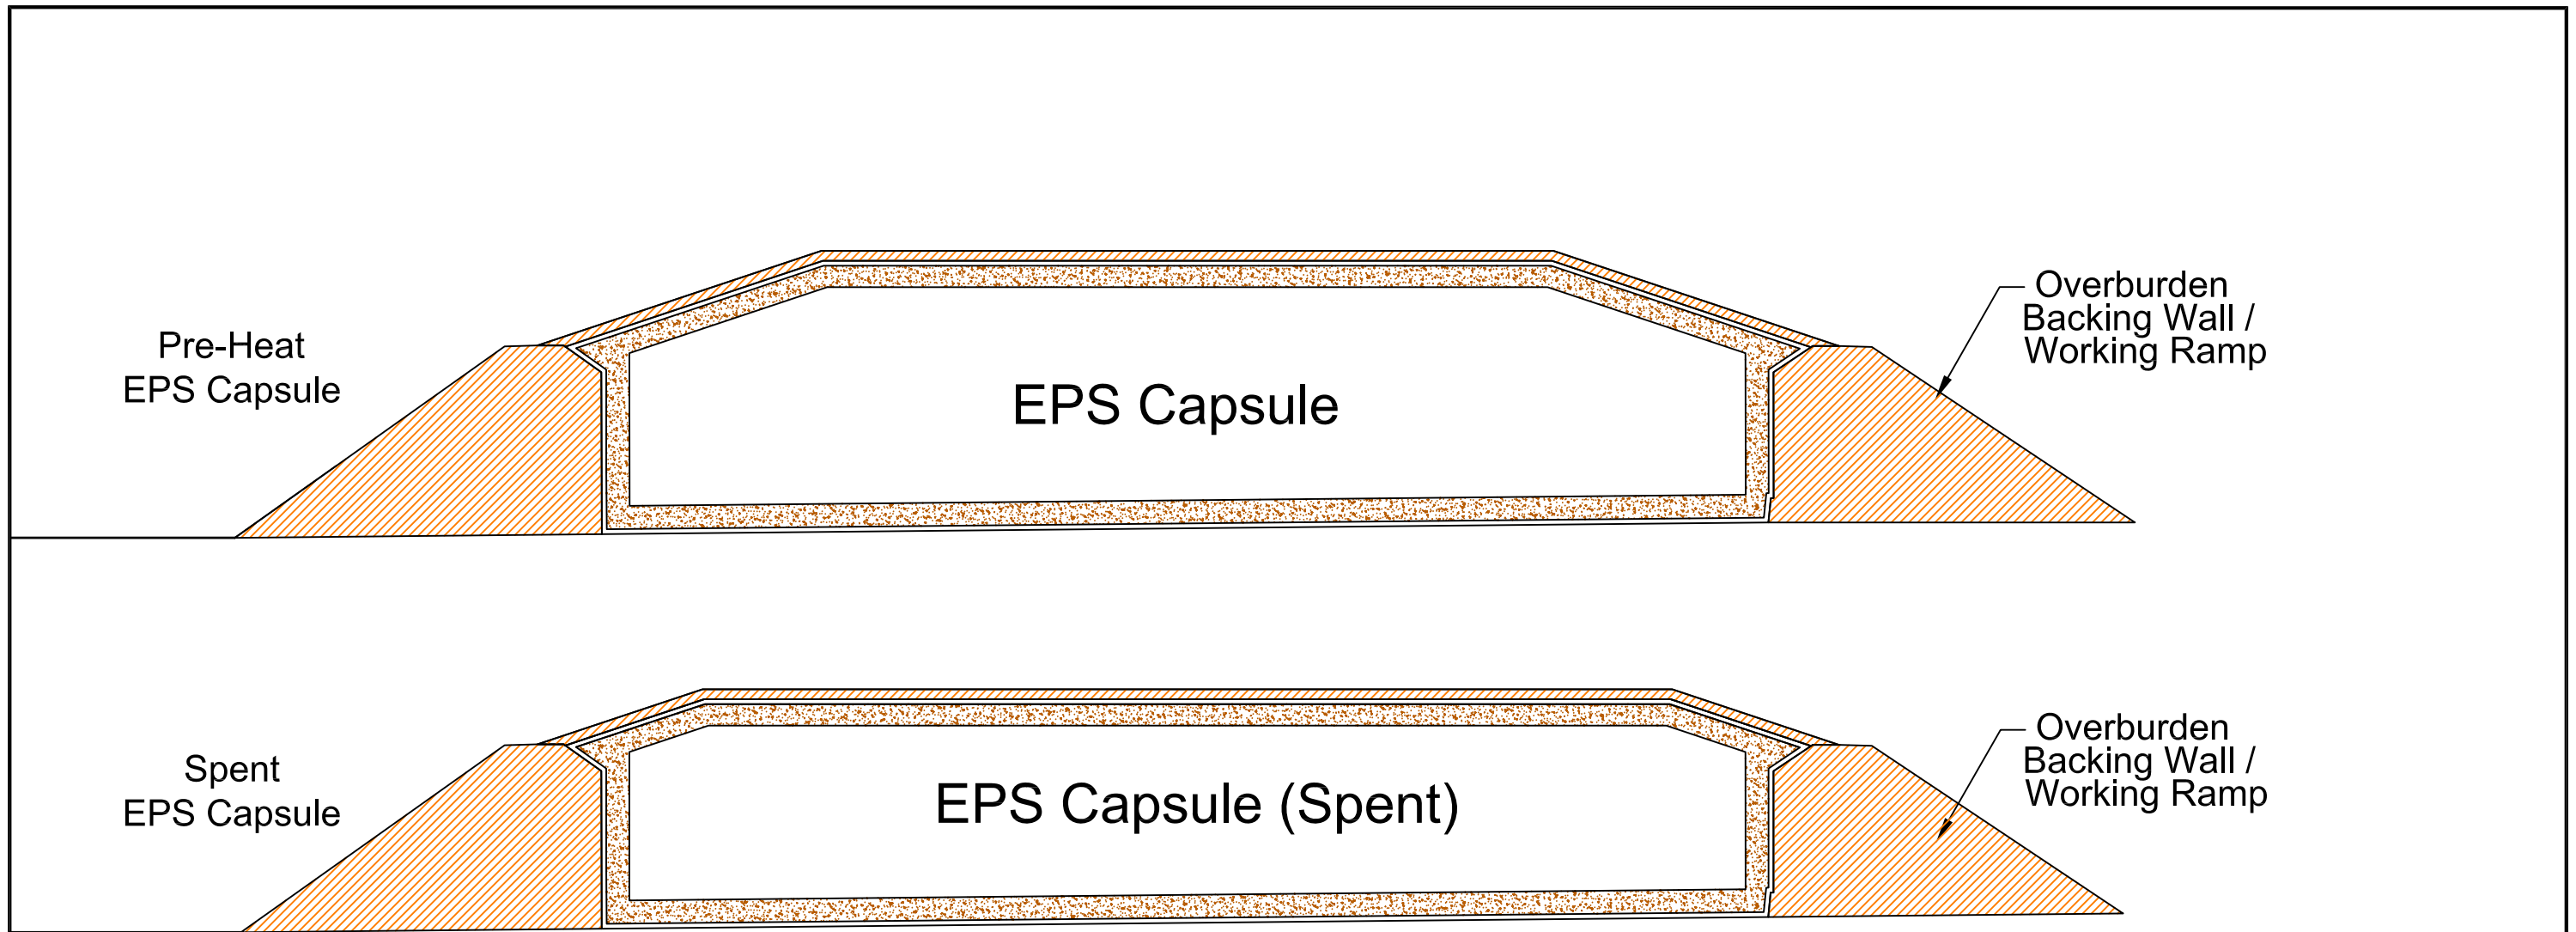 Pre-Heat
EPS Capsule
EPS Capsule
Overburden
Backing Wall /
Working Ramp
Spent
EPS Capsule
EPS Capsule (Spent)
Overburden
Backing Wall /
Working Ramp